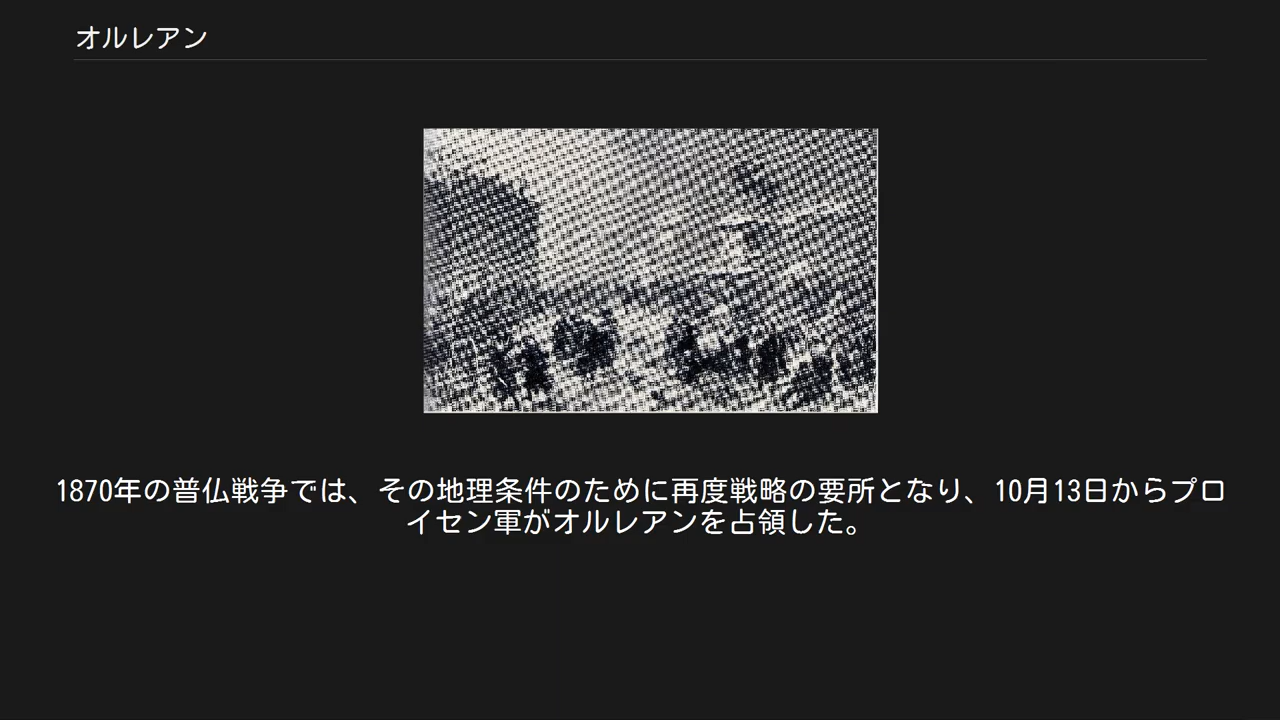 オルレアン
1870年の普仏戦争では、その地理条件のために再度戦略の要所となり、10月13日からプロ
イセン軍がオルレアンを占領した。